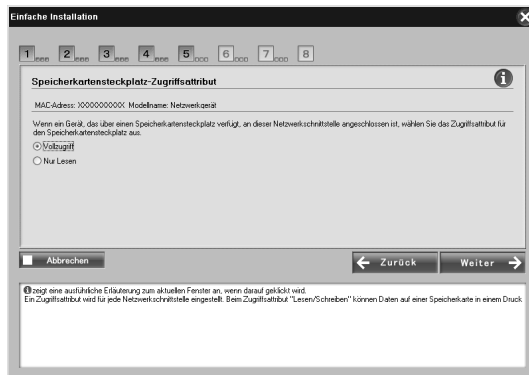 Einfache Installation
1 2 3 4 5 6 7 8
Speicherkartensteckplatz-Zugriffsattribut
MAC-Adress: XXXXXXXXXX Modellname: Netzwerkgerät
Wenn ein Gerät, das über einen Speicherkartensteckplatz verfügt, an dieser Netzwerkschnittstelle angeschlossen ist, wählen Sie das Zugriffsattribut für
den Speicherkartensteckplatz aus.
Vollzugriff
Nur Lesen
Abbrechen Zurück Weiter
zeigt eine ausführliche Erläuterung zum aktuellen Fenster an, wenn darauf geklickt wird.
Ein Zugriffsattribut wird für jede Netzwerkschnittstelle eingestellt. Beim Zugriffsattribut "Lesen/Schreiben" können Daten auf einer Speicherkarte in einem Druck